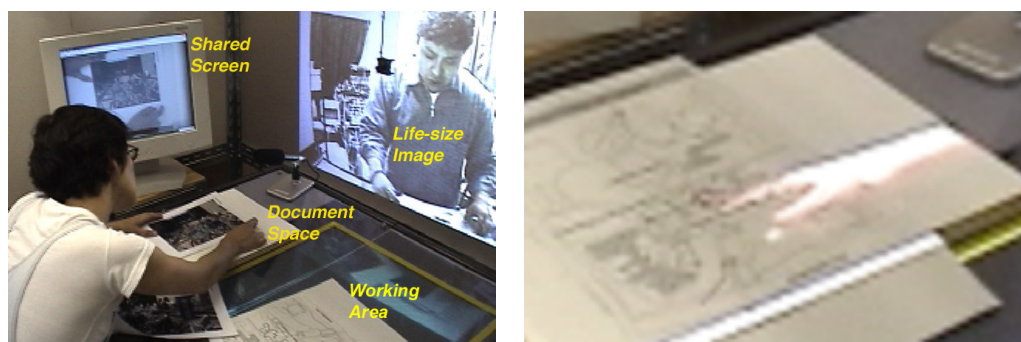 Shared
Screen
Life-size
Image
Document
Space
Working
Area